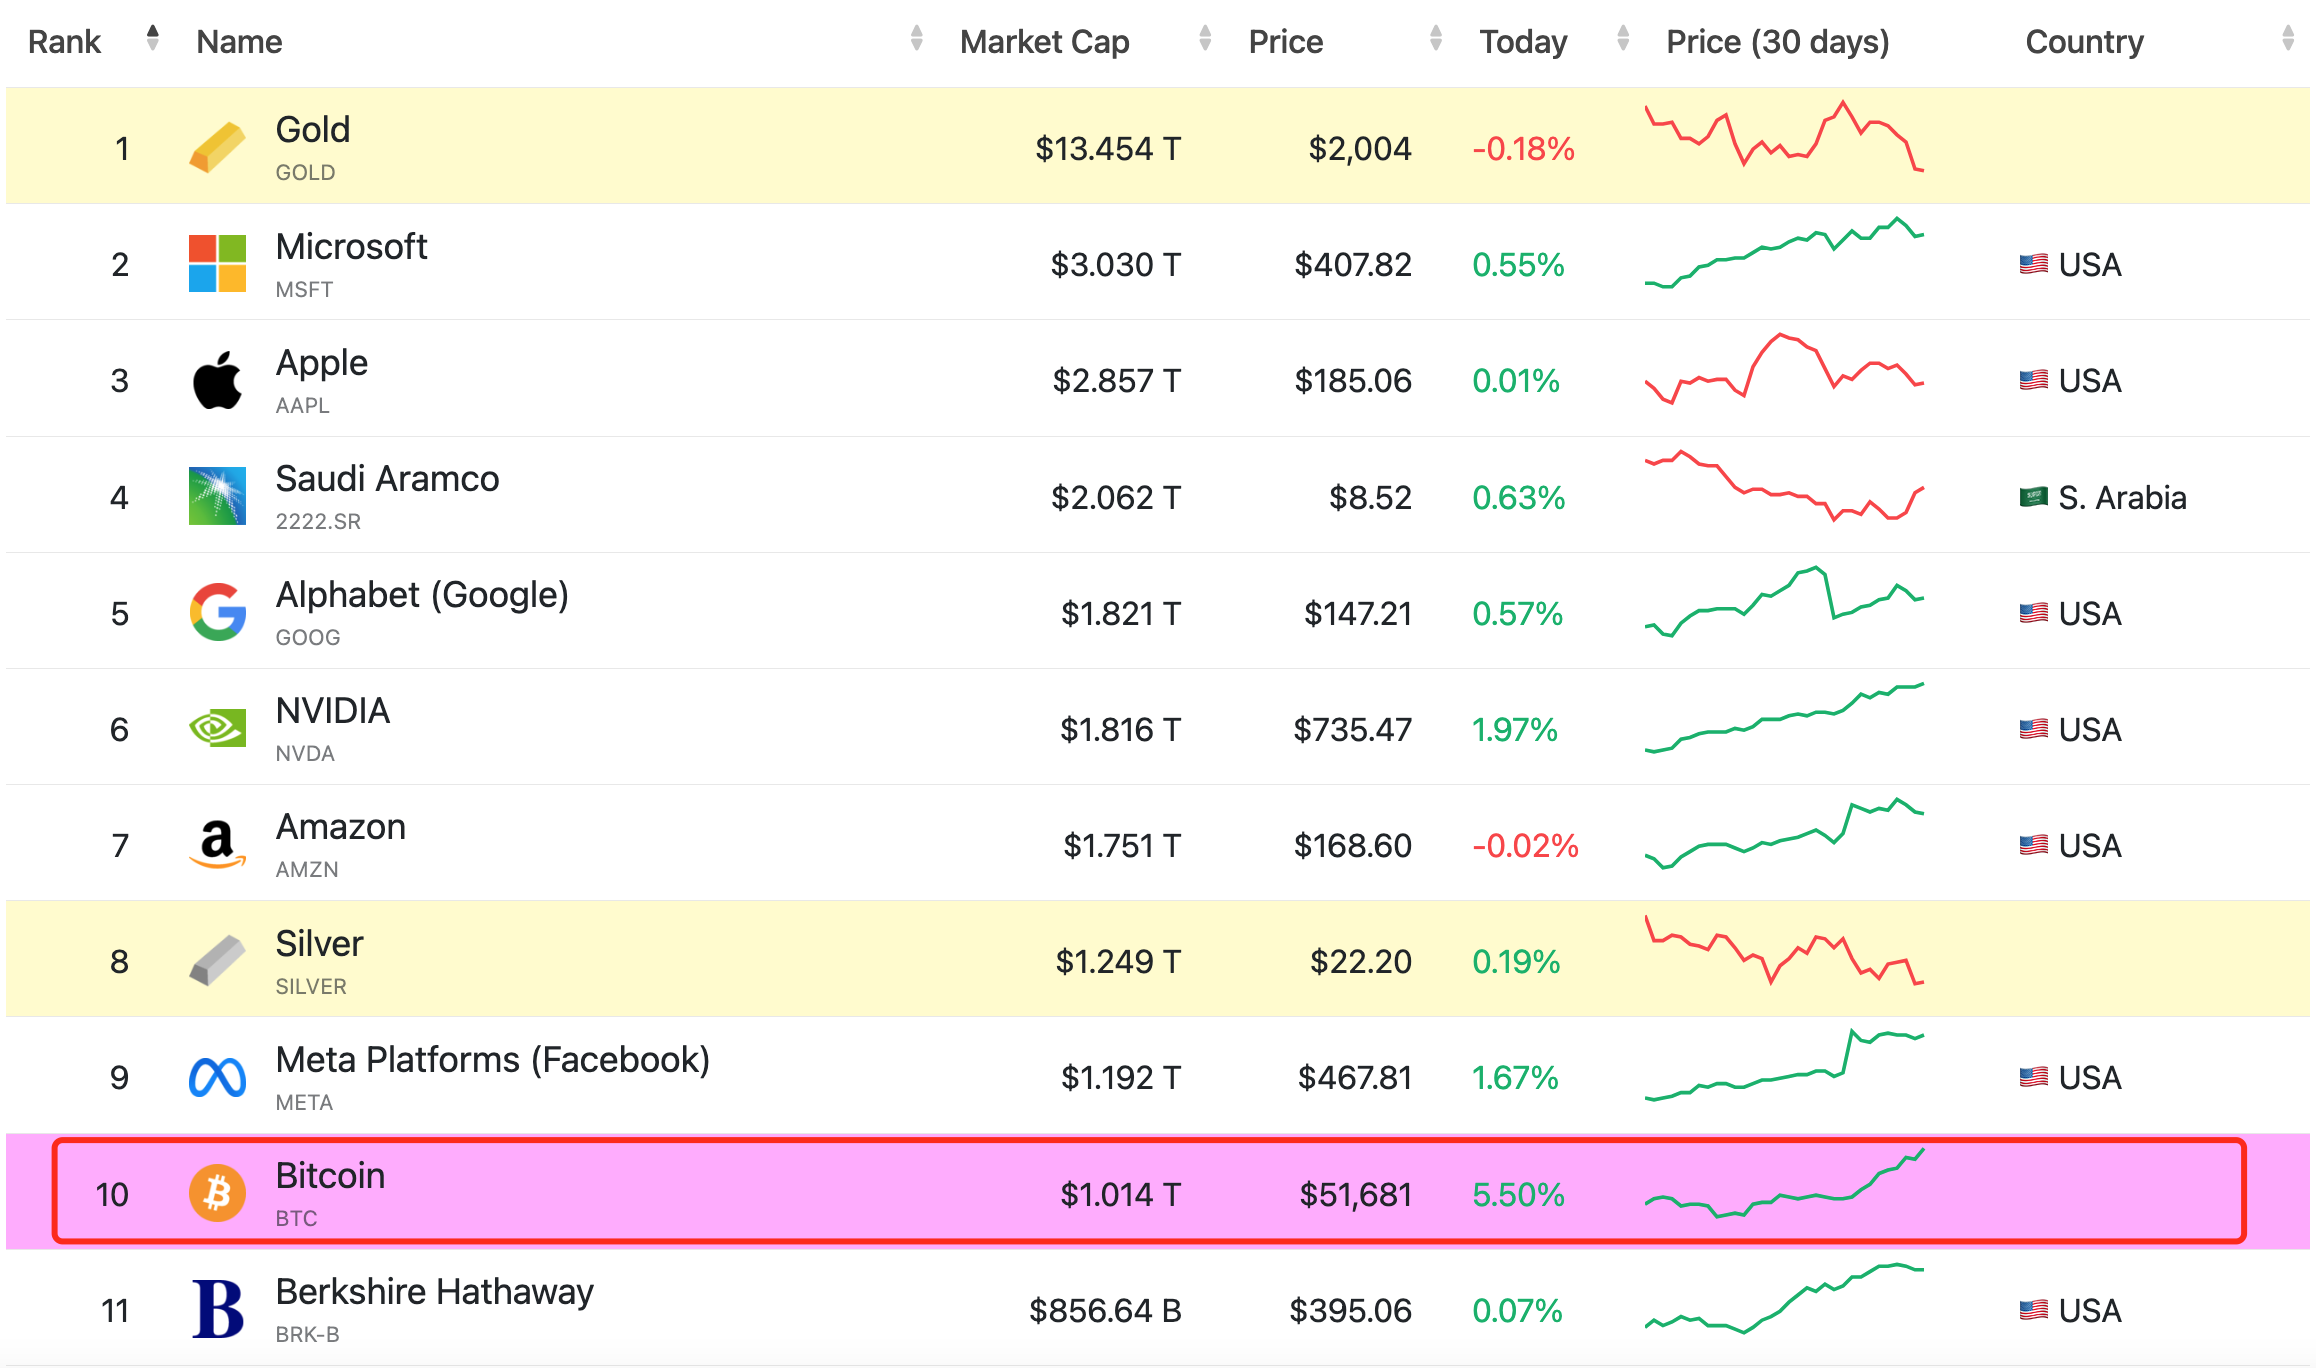 Rank Name Market Cap Price Today Price (30 days) Country
1 Gold $13.454 T $2,004 -0.18%
GOLD
2 Microsoft $3.030 T $407.82 0.55% USA
MSFT
3 Apple $2.857 T $185.06 0.01% USA
AAPL
4 Saudi Aramco $2.062 T $8.52 0.63% S. Arabia
2222.SR
5 Alphabet (Google) $1.821 T $147.21 0.57% USA
GOOG
6 NVIDIA $1.816 T $735.47 1.97% USA
NVDA
7 Amazon $1.751 T $168.60 -0.02% USA
AMZN
8 Silver $1.249 T $22.20 0.19%
SILVER
9 Meta Platforms (Facebook) $1.192 T $467.81 1.67% USA
META
10 Bitcoin $1.014 T $51,681 5.50%
BTC
11 Berkshire Hathaway $856.64 B $395.06 0.07% USA
BRK-B